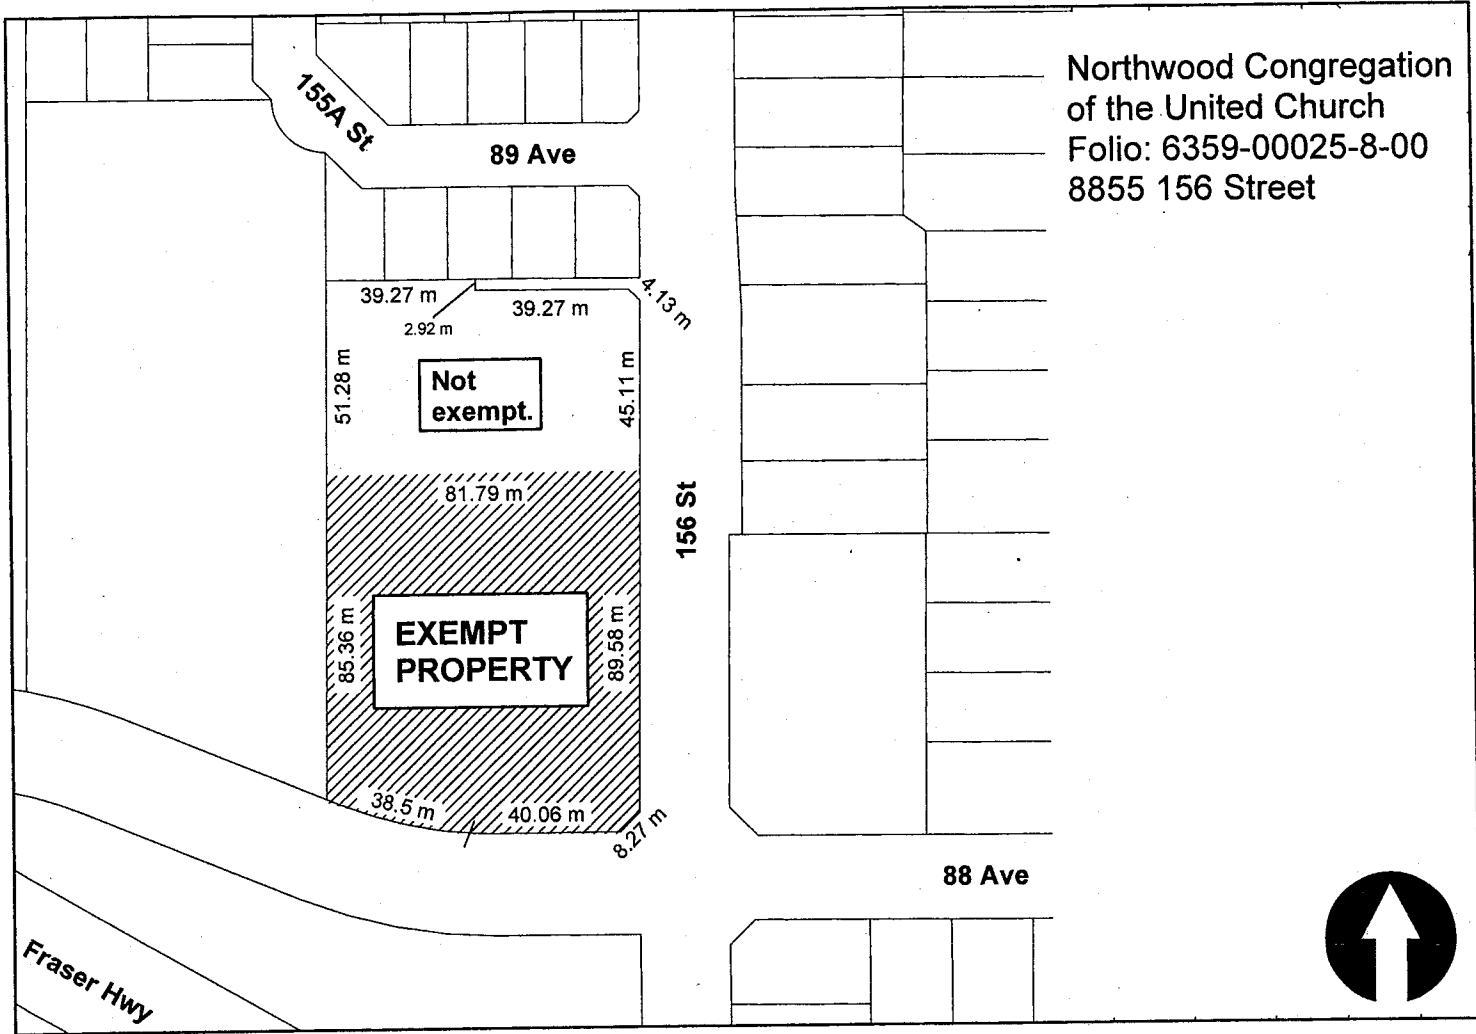 Northwood Congregation
of the United Church
Folio: 6359-00025-8-00
8855 156 Street
155A St
89 Ave
39.27 m
39.27 m
4.13 m
2.92 m
51.28 m
Not
exempt.
45.11 m
81.79 m
156 St
85.36 m
EXEMPT
PROPERTY
89.58 m
38.5 m
40.06 m
8.27 m
88 Ave
Fraser Hwy